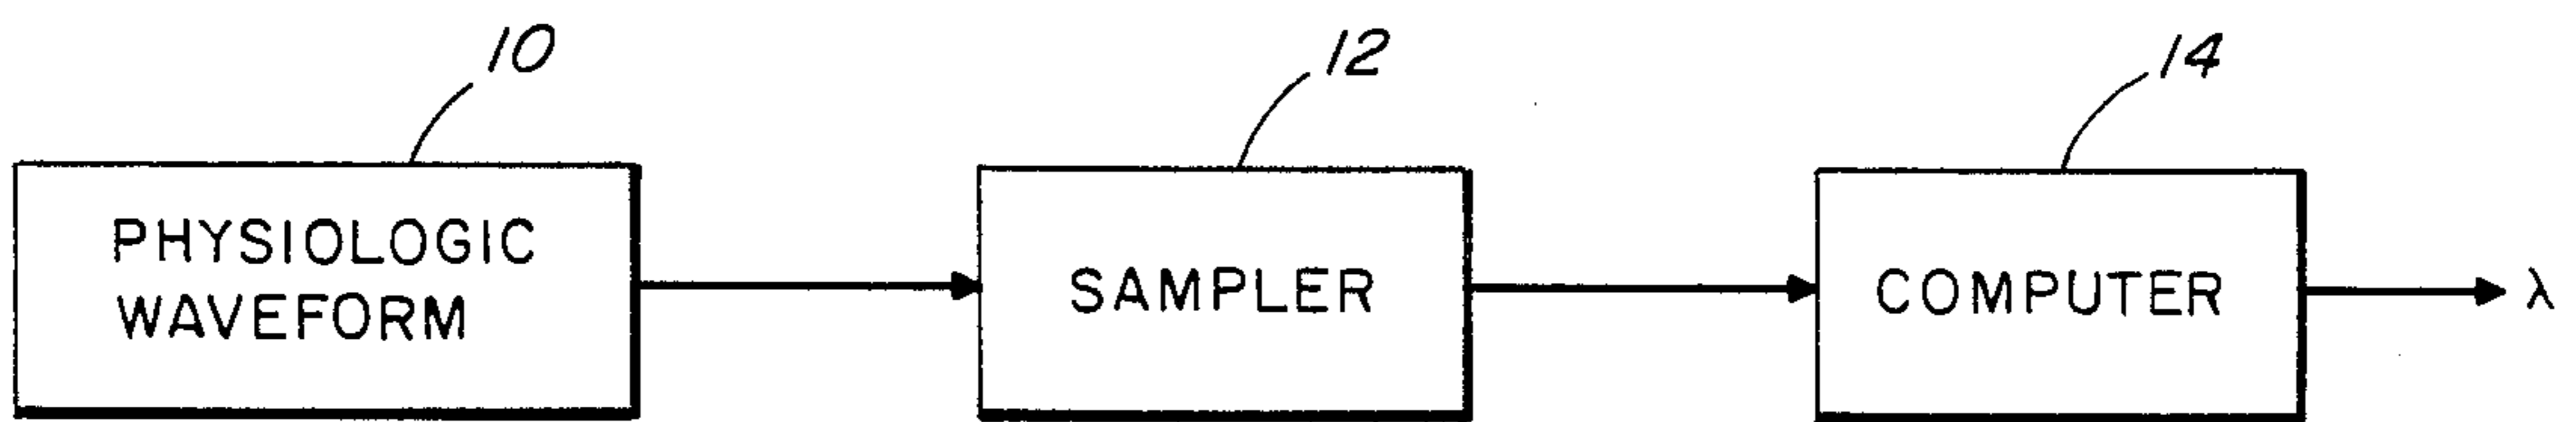 10
12
14
PHYSIOLOGIC
WAVEFORM
SAMPLER
COMPUTER
λ